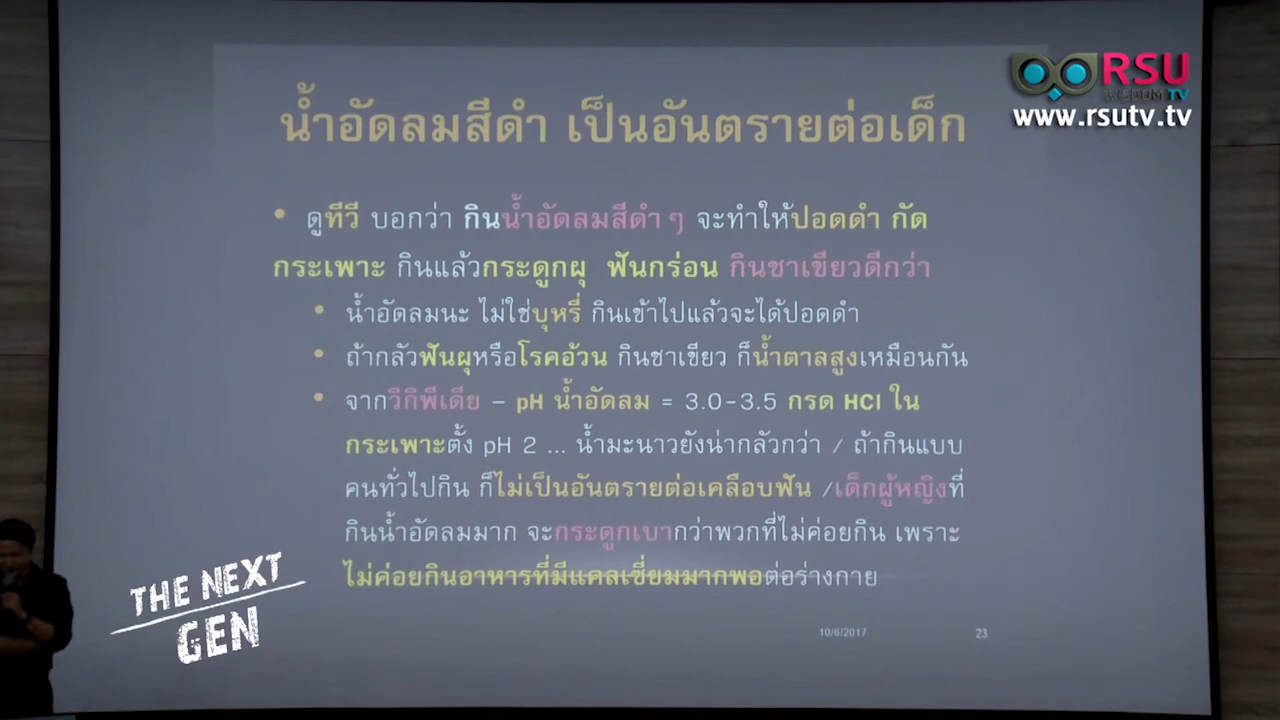 RSU
WISDOM TV
www.rsutv.tv
น้ำอัดลมสีดำ เป็นอันตรายต่อเด็ก
• ดูทีวี บอกว่า กินน้ำอัดลมสีดำๆ จะทำให้ปอดดำ กัด
กระเพาะ กินแล้วกระดูกผุ ฟันกร่อน กินชาเขียวดีกว่า
• น้ำอัดลมนะ ไม่ใช่บุหรี่ กินเข้าไปแล้วจะได้ปอดดำ
• ถ้ากลัวฟันผุหรือโรคอ้วน กินชาเขียว ก็น้ำตาลสูงเหมือนกัน
• จากวิกิพีเดีย – pH น้ำอัดลม = 3.0-3.5 กรด HCl ใน
กระเพาะตั้ง pH 2 ... น้ำมะนาวยังน่ากลัวกว่า / ถ้ากินแบบ
คนทั่วไปกิน ก็ไม่เป็นอันตรายต่อเคลือบฟัน /เด็กผู้หญิงที่
กินน้ำอัดลมมาก จะกระดูกเบากว่าพวกที่ไม่ค่อยกิน เพราะ
ไม่ค่อยกินอาหารที่มีแคลเซี่ยมมากพอต่อร่างกาย
10/6/2017 23
THE NEXT
GEN